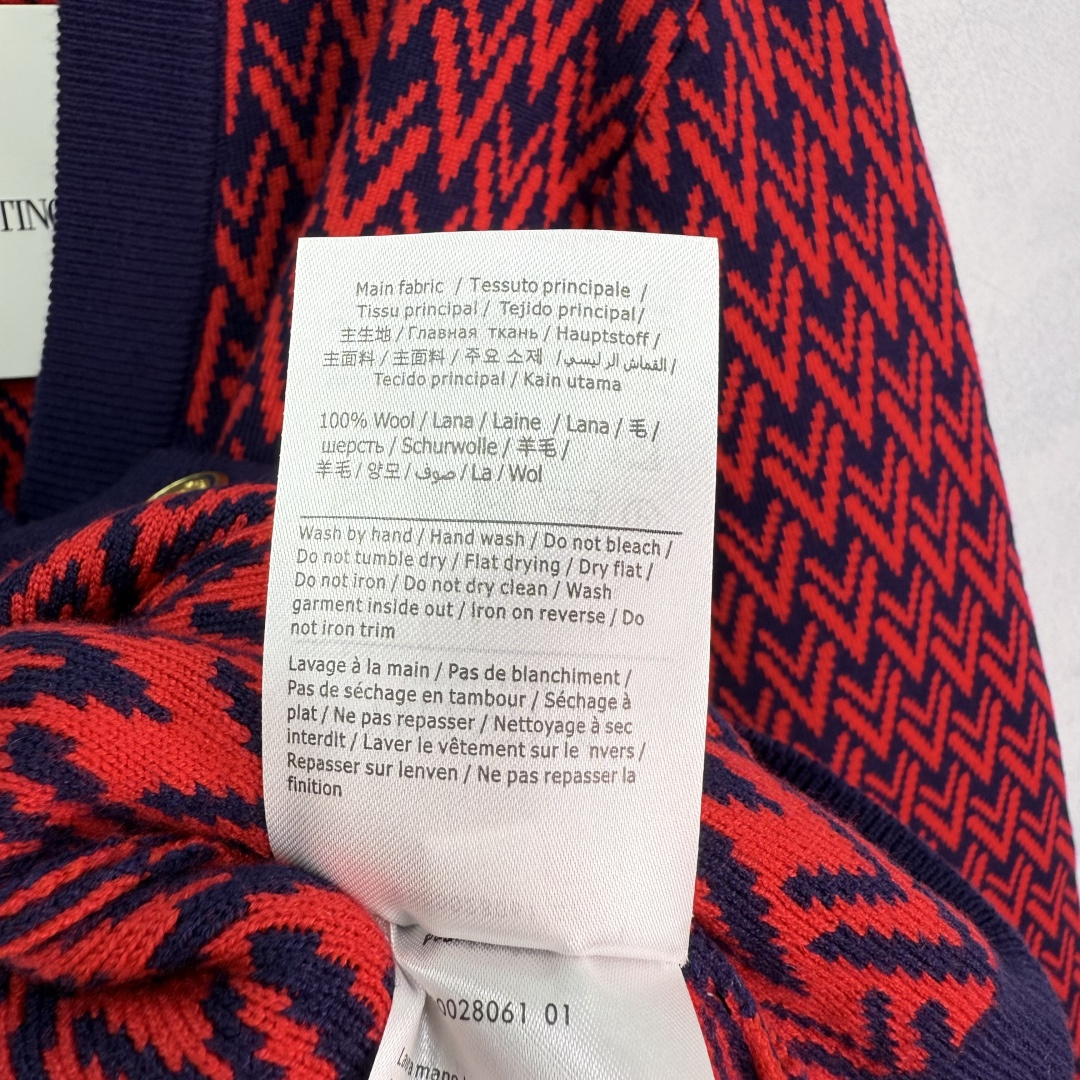 TIN
Main fabric / Tessuto principale /
Tissu principal / Tejido principal/
主生地 / Главная ткань / Hauptstoff /
主面料 / 主面料 / 주요 소제 / القماش الرليسي /
Tecido principal / Kain utama
100% Wool / Lana / Laine / Lana / 毛 /
шерсть / Schurwolle / 羊毛 /
羊毛 / 양모 / صوف / La / Wol
Wash by hand / Hand wash / Do not bleach /
Do not tumble dry / Flat drying / Dry flat /
Do not iron / Do not dry clean / Wash
garment inside out / Iron on reverse / Do
not iron trim
Lavage à la main / Pas de blanchiment /
Pas de séchage en tambour / Séchage à
plat / Ne pas repasser / Nettoyage à sec
interdit / Laver le vêtement sur le nvers /
Repasser sur lenven / Ne pas repasser la
finition
0028061 01